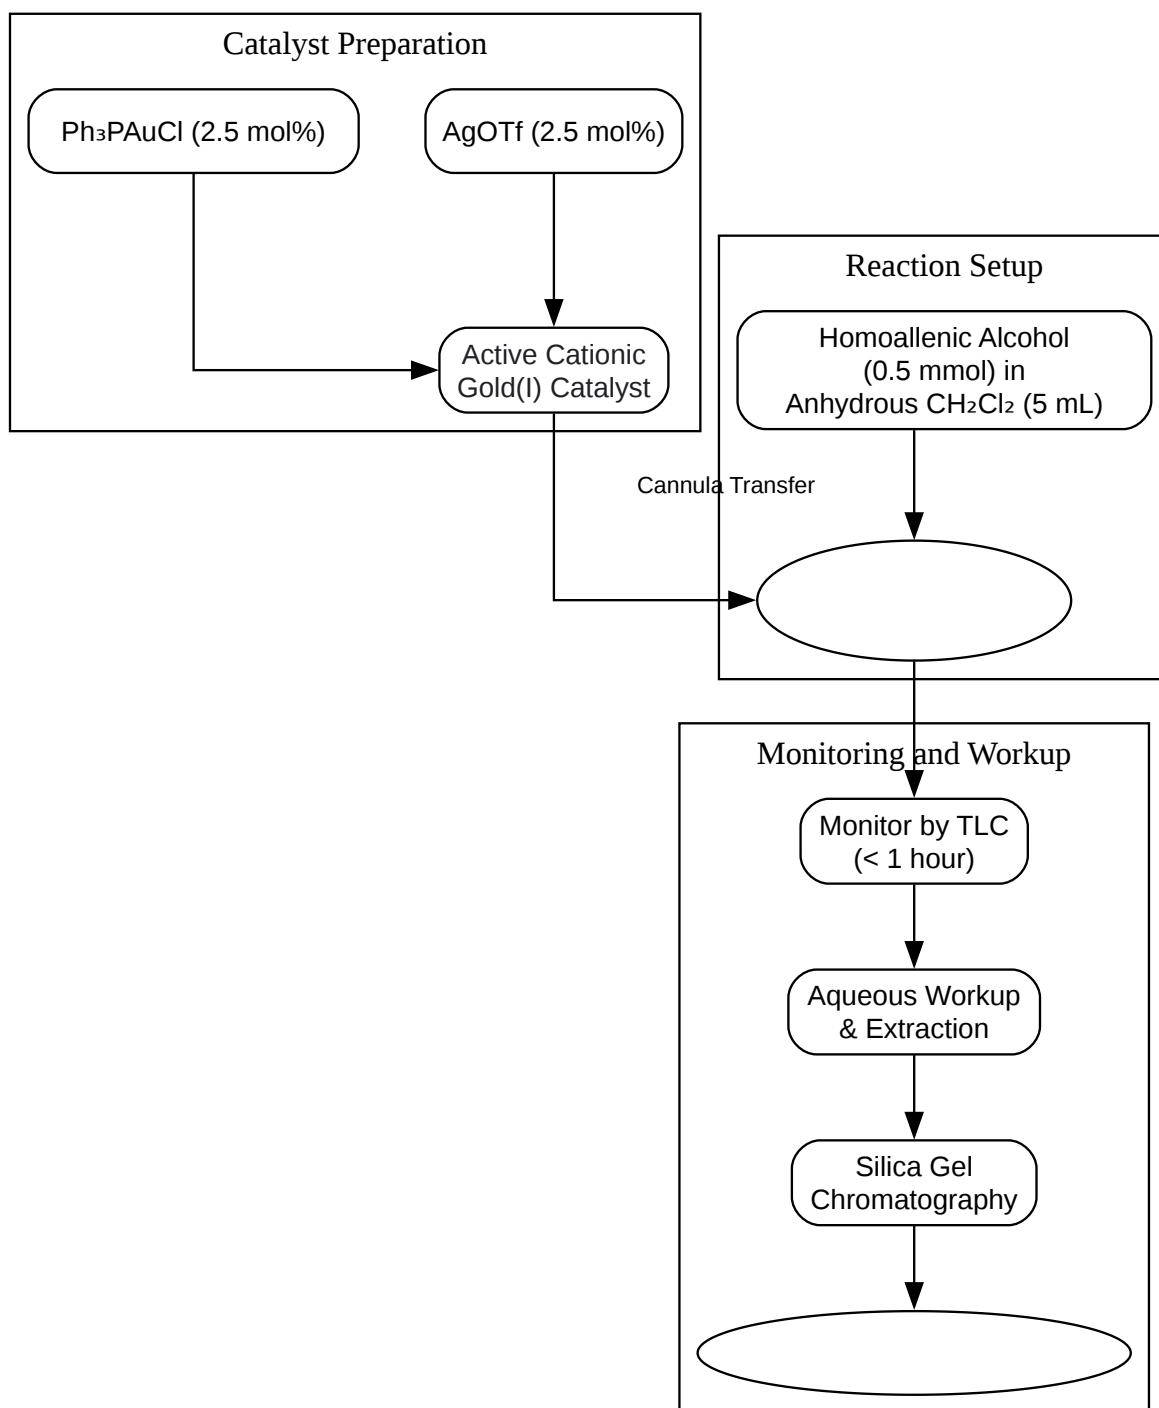 Catalyst Preparation
Ph₃PAuCl (2.5 mol%)
AgOTf (2.5 mol%)
Active Cationic
Gold(I) Catalyst
Cannula Transfer
Reaction Setup
Homoallenic Alcohol
(0.5 mmol) in
Anhydrous CH₂Cl₂ (5 mL)
Monitoring and Workup
Monitor by TLC
(< 1 hour)
Aqueous Workup
& Extraction
Silica Gel
Chromatography